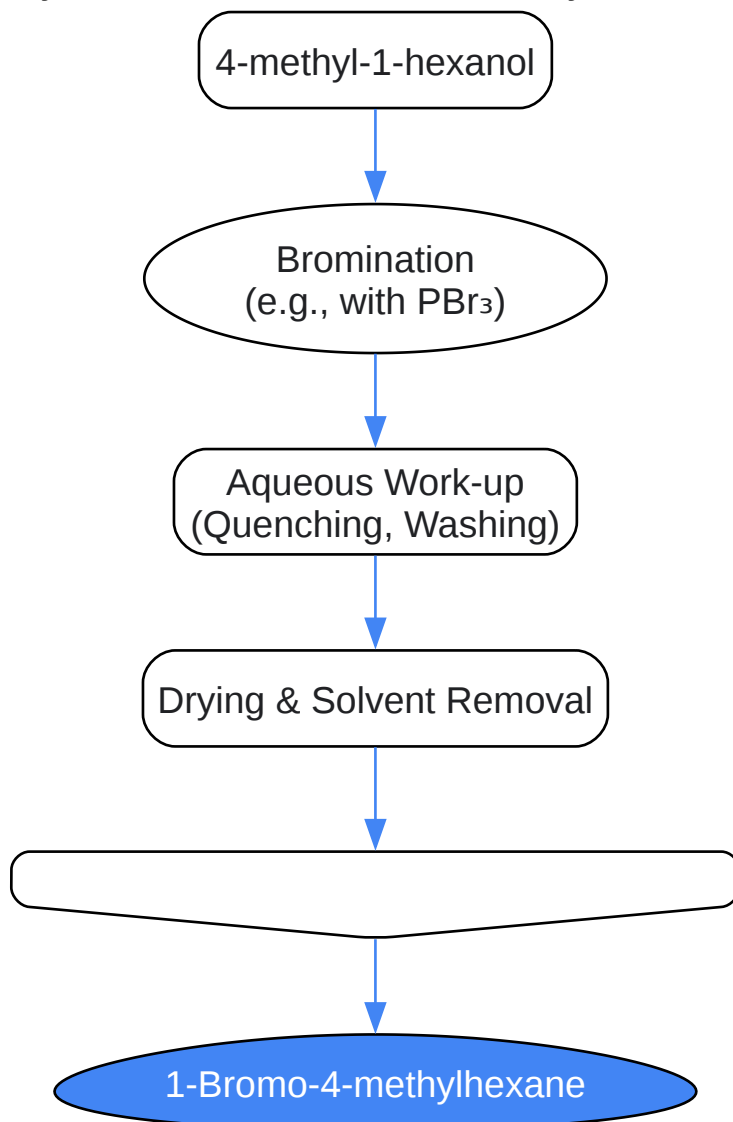 4-methyl-1-hexanol
Bromination
(e.g., with PBr₃)
Aqueous Work-up
(Quenching, Washing)
Drying & Solvent Removal
1-Bromo-4-methylhexane